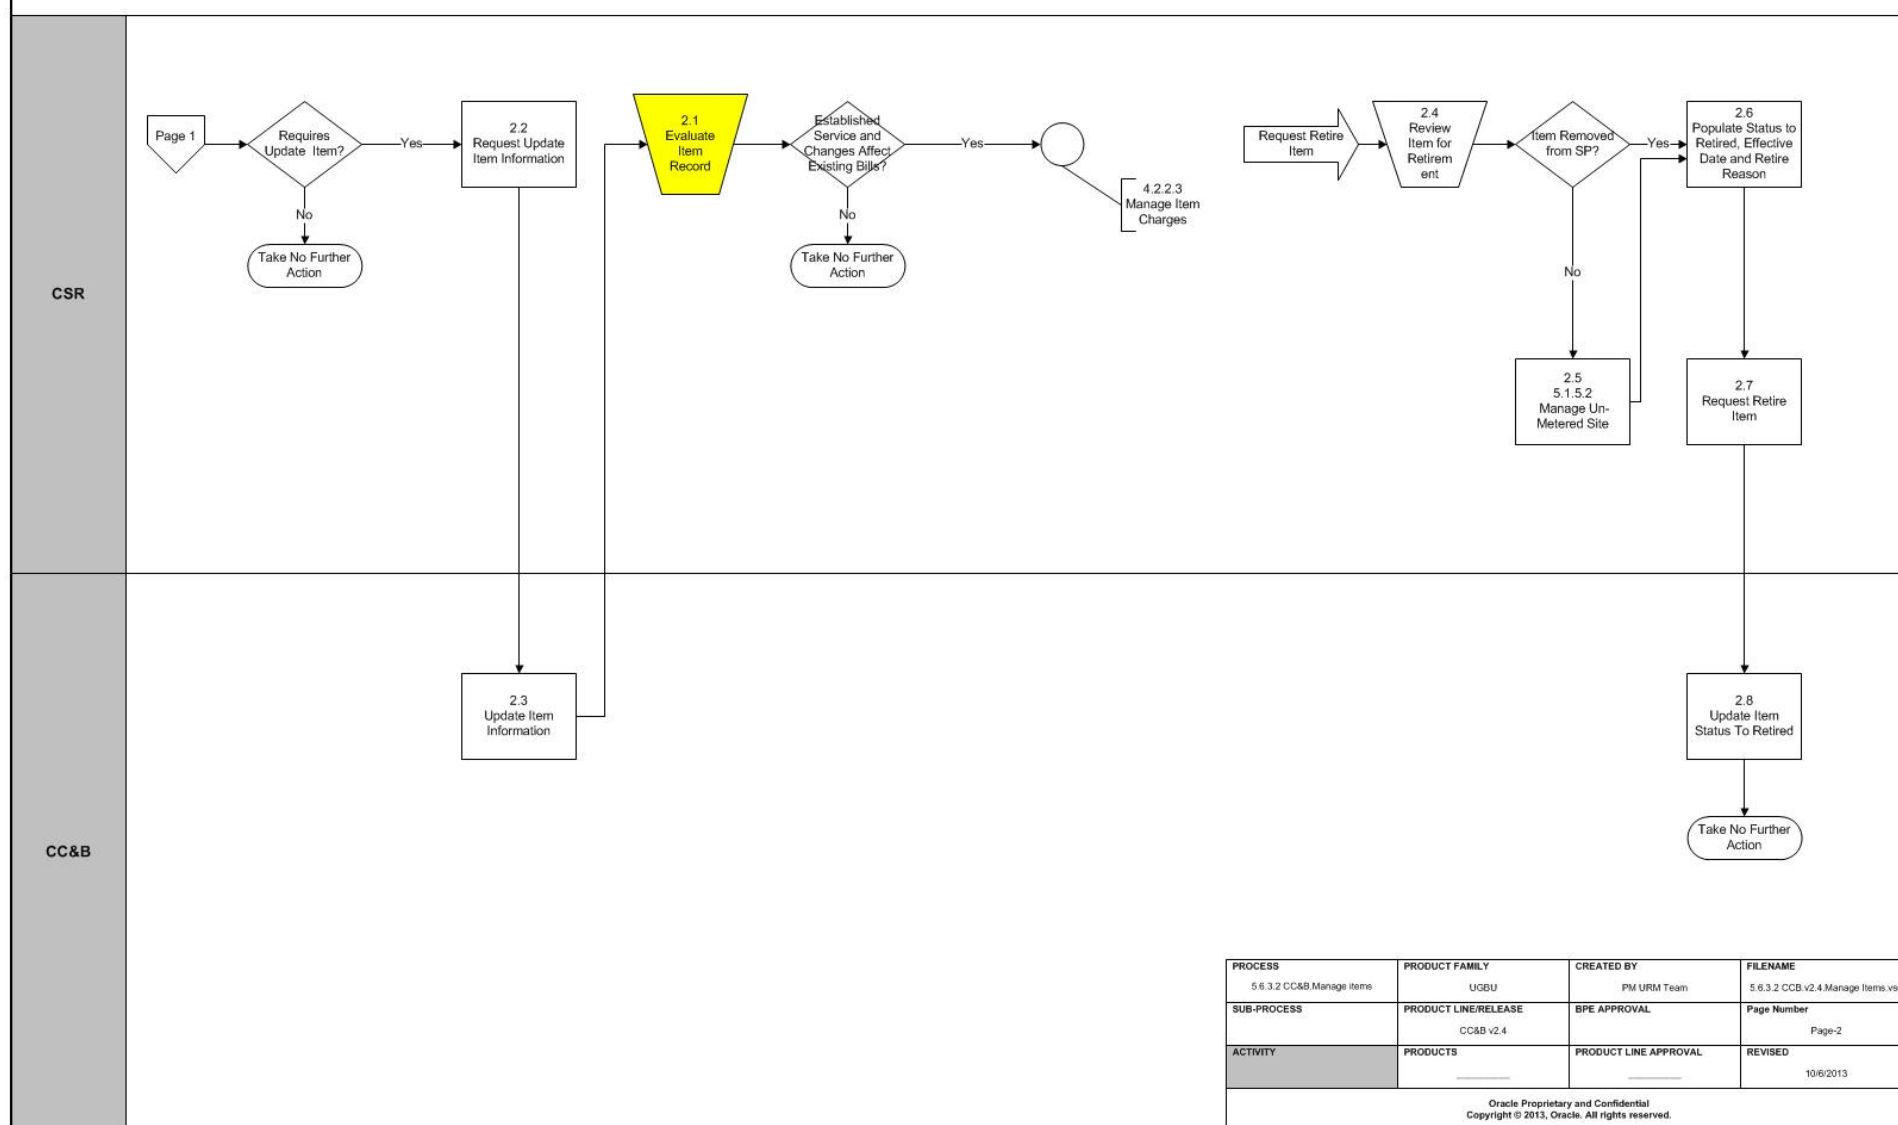 CSR
Page 1
Requires
Update Item?
Yes
No
Take No Further
Action
2.2
Request Update
Item Information
2.1
Evaluate
Item
Record
Established
Service and
Changes Affect
Existing Bills?
Yes
No
Take No Further
Action
4.2.2.3
Manage Item
Charges
Request Retire
Item
2.4
Review
Item for
Retirem
ent
Item Removed
from SP?
Yes
No
2.5
5.1.5.2
Manage Un-
Metered Site
2.6
Populate Status to
Retired, Effective
Date and Retire
Reason
2.7
Request Retire
Item
CC&B
2.3
Update Item
Information
2.8
Update Item
Status To Retired
Take No Further
Action
PROCESS
5.6.3.2 CC&B.Manage items
PRODUCT FAMILY
UGBU
CREATED BY
PM URM Team
FILENAME
5.6.3.2 CCB.v2.4.Manage Items.vs
SUB-PROCESS
PRODUCT LINE/RELEASE
CC&B v2.4
BPE APPROVAL
Page Number
Page-2
ACTIVITY
PRODUCTS
PRODUCT LINE APPROVAL
REVISED
10/6/2013
Oracle Proprietary and Confidential
Copyright © 2013, Oracle. All rights reserved.